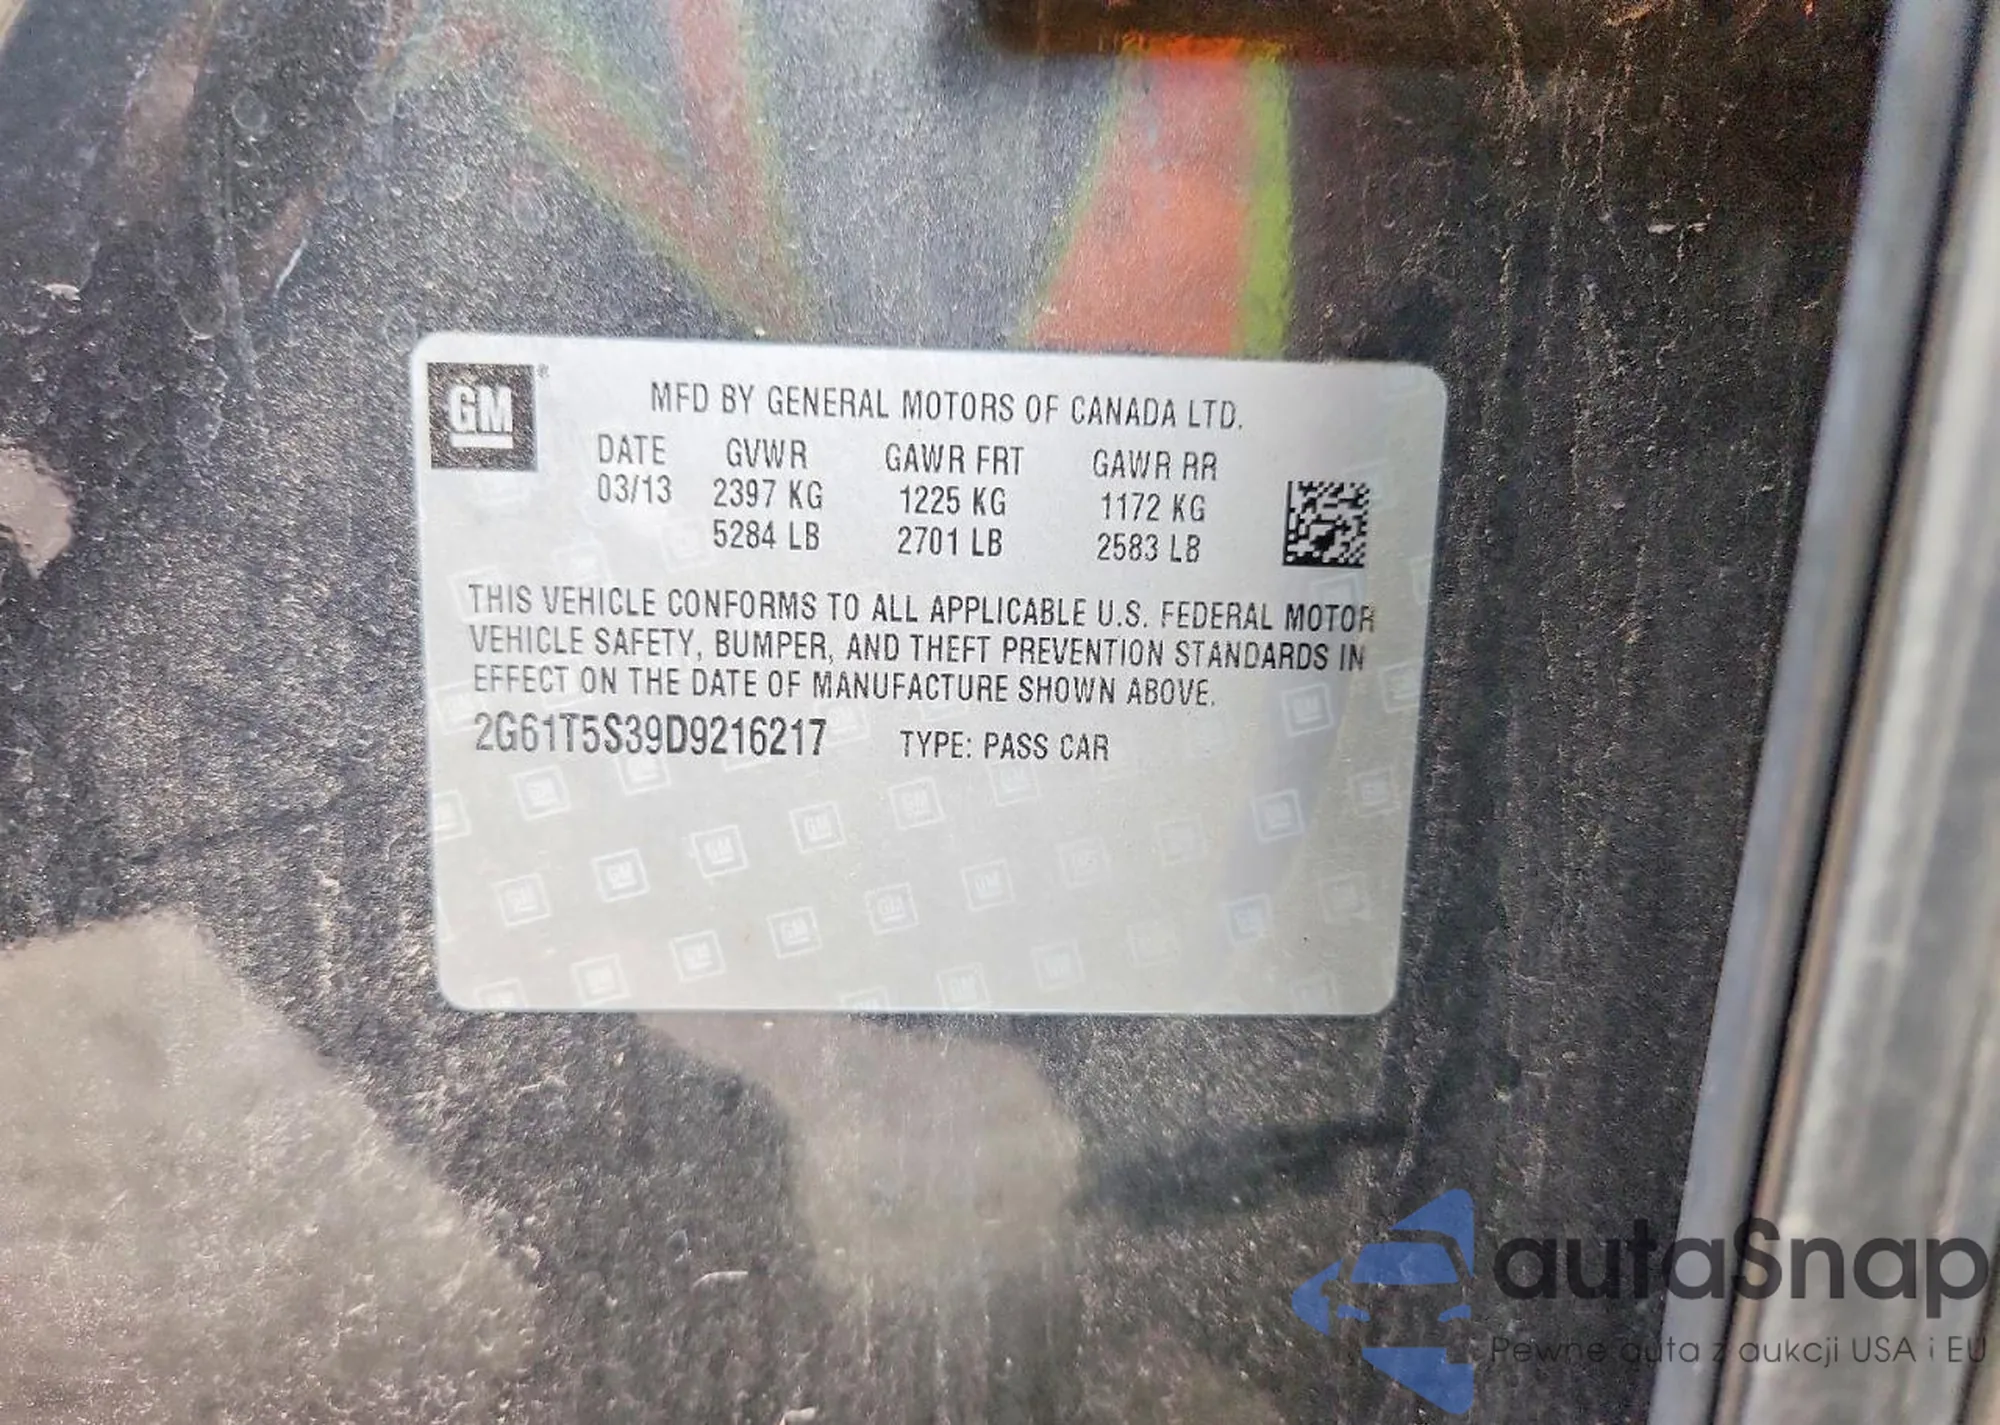 GM®
MFD BY GENERAL MOTORS OF CANADA LTD.
DATE GVWR GAWR FRT GAWR RR
03/13 2397 KG 1225 KG 1172 KG
5284 LB 2701 LB 2583 LB
THIS VEHICLE CONFORMS TO ALL APPLICABLE U.S. FEDERAL MOTOR
VEHICLE SAFETY, BUMPER, AND THEFT PREVENTION STANDARDS IN
EFFECT ON THE DATE OF MANUFACTURE SHOWN ABOVE.
2G61T5S39D9216217 TYPE: PASS CAR
autaSnap
Pewne auta z aukcji USA i EU